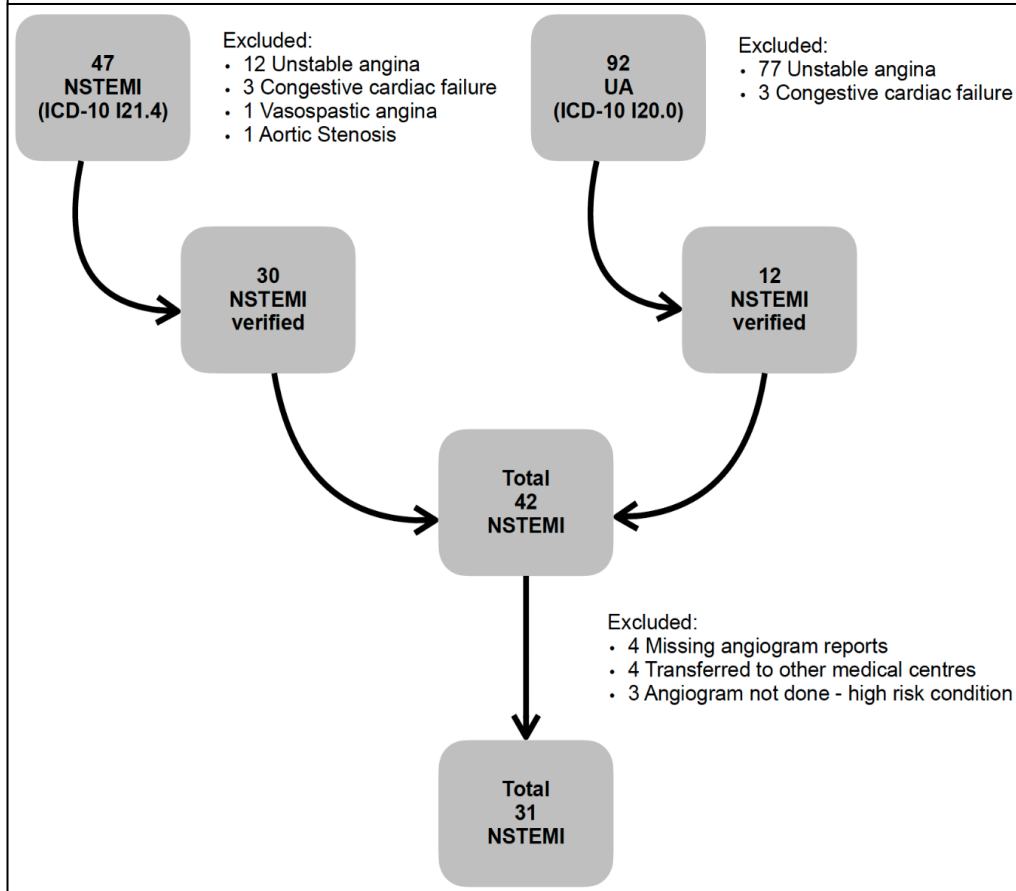 47
NSTEMI
(ICD-10 I21.4)
Excluded:
• 12 Unstable angina
• 3 Congestive cardiac failure
• 1 Vasospastic angina
• 1 Aortic Stenosis
92
UA
(ICD-10 I20.0)
Excluded:
• 77 Unstable angina
• 3 Congestive cardiac failure
30
NSTEMI
verified
12
NSTEMI
verified
Total
42
NSTEMI
Excluded:
• 4 Missing angiogram reports
• 4 Transferred to other medical centres
• 3 Angiogram not done - high risk condition
Total
31
NSTEMI